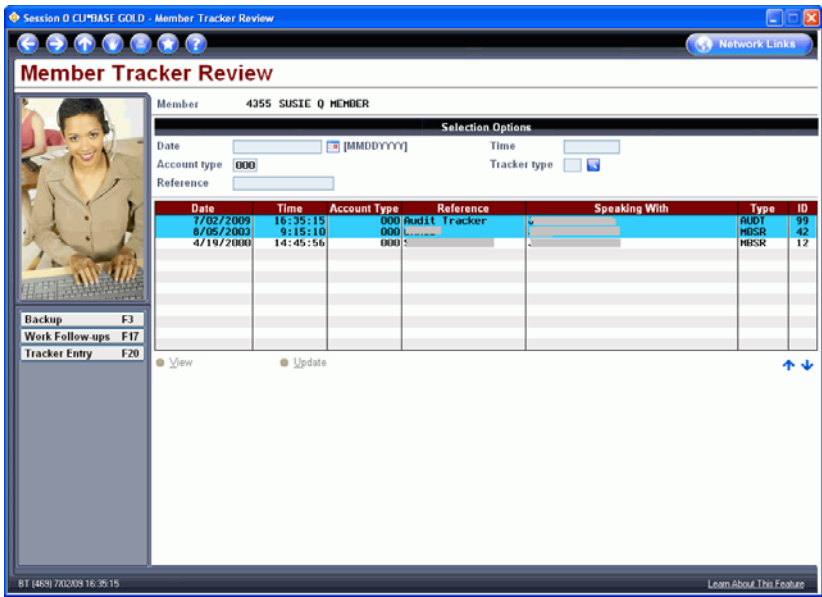 Session 0 CU*BASE GOLD - Member Tracker Review
Network Links
Member Tracker Review
Member 4355 SUSIE Q MEMBER
Selection Options
Date [MMDDYYYY] Time
Account type 000 Tracker type
Reference
Date Time Account Type Reference Speaking With Type ID
7/02/2009 16:35:15 000 Audit Tracker AUDT 99
8/05/2003 9:15:10 000 MBSR 42
4/19/2000 14:45:56 000 MBSR 12
Backup F3
Work Follow-ups F17
Tracker Entry F20
View Update
BT (469) 7/02/09 16:35:15 Learn About This Feature